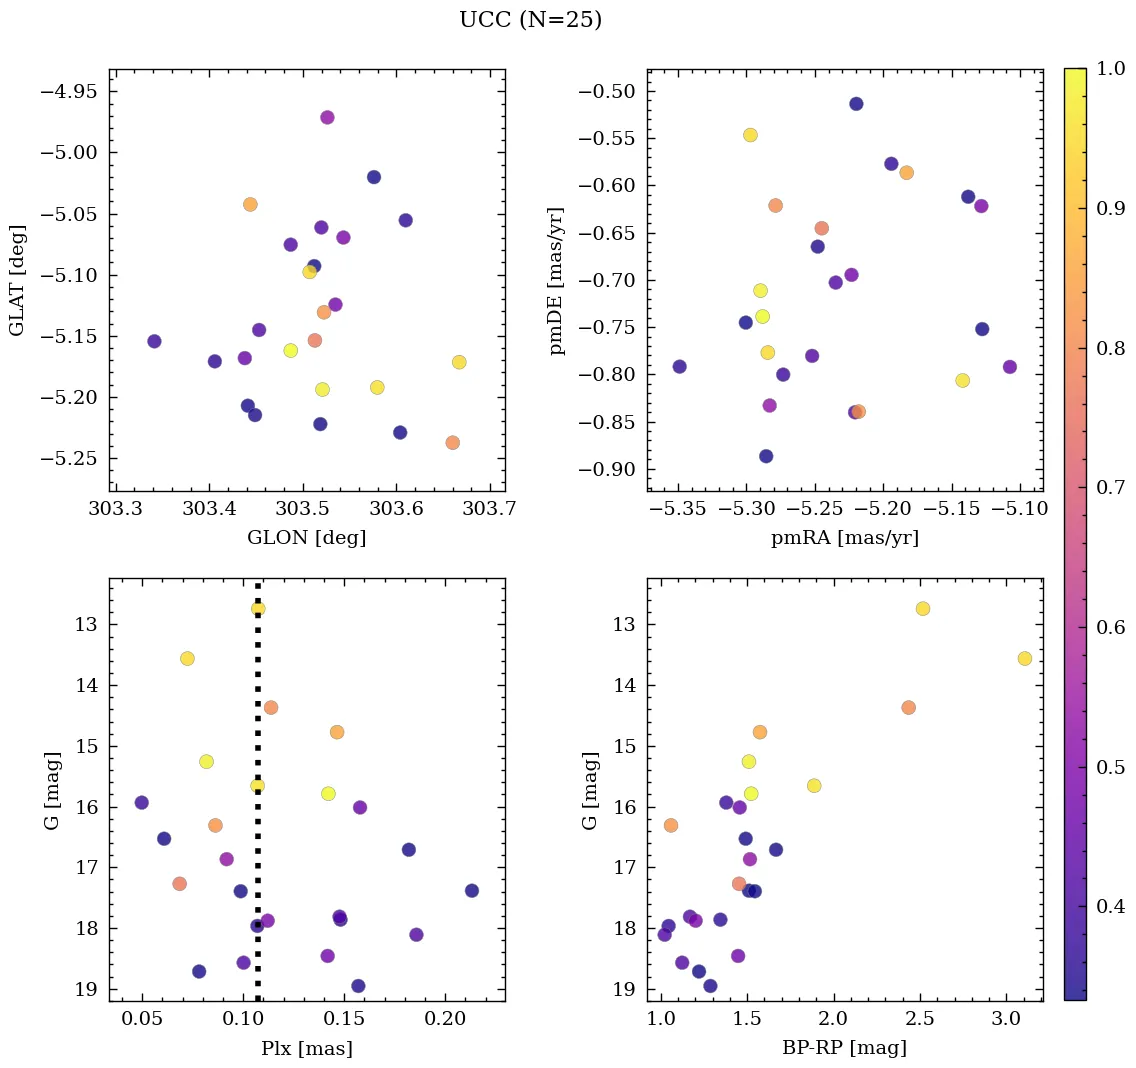 UCC (N=25)
−4.95
−5.00
−5.05
−5.10
−5.15
−5.20
−5.25
GLAT [deg]
303.3 303.4 303.5 303.6 303.7
GLON [deg]
−0.50
−0.55
−0.60
−0.65
−0.70
−0.75
−0.80
−0.85
−0.90
pmDE [mas/yr]
−5.35 −5.30 −5.25 −5.20 −5.15 −5.10
pmRA [mas/yr]
13
14
15
16
17
18
19
G [mag]
0.05 0.10 0.15 0.20
Plx [mas]
13
14
15
16
17
18
19
G [mag]
1.0 1.5 2.0 2.5 3.0
BP-RP [mag]
1.0
0.9
0.8
0.7
0.6
0.5
0.4